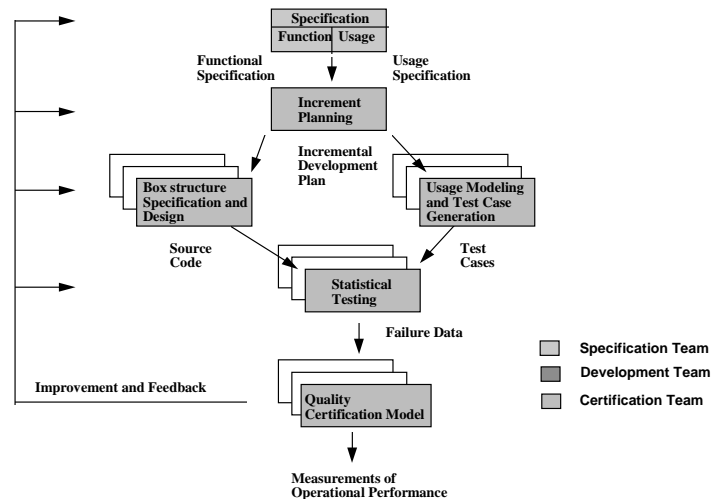 Specification
Function Usage
Functional
Specification
Usage
Specification
Increment
Planning
Incremental
Development
Plan
Box structure
Specification and
Design
Usage Modeling
and Test Case
Generation
Source
Code
Test
Cases
Statistical
Testing
Failure Data
Specification Team
Development Team
Certification Team
Improvement and Feedback
Quality
Certification Model
Measurements of
Operational Performance